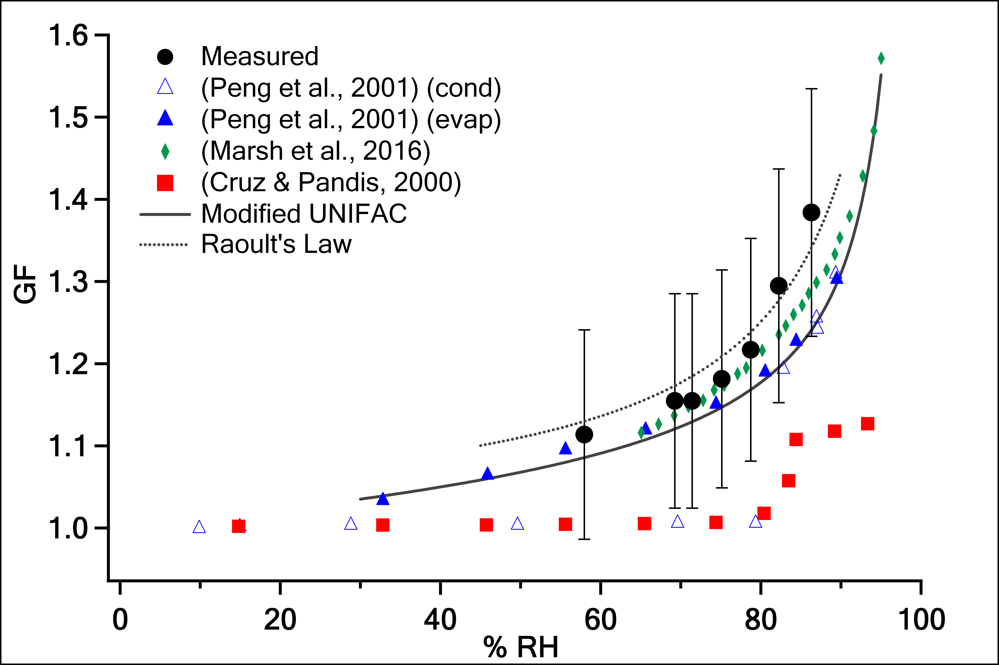 1.6
1.5
1.4
1.3
1.2
1.1
1.0
GF
Measured
(Peng et al., 2001) (cond)
(Peng et al., 2001) (evap)
(Marsh et al., 2016)
(Cruz & Pandis, 2000)
Modified UNIFAC
Raoult's Law
0 20 40 60 80 100
% RH